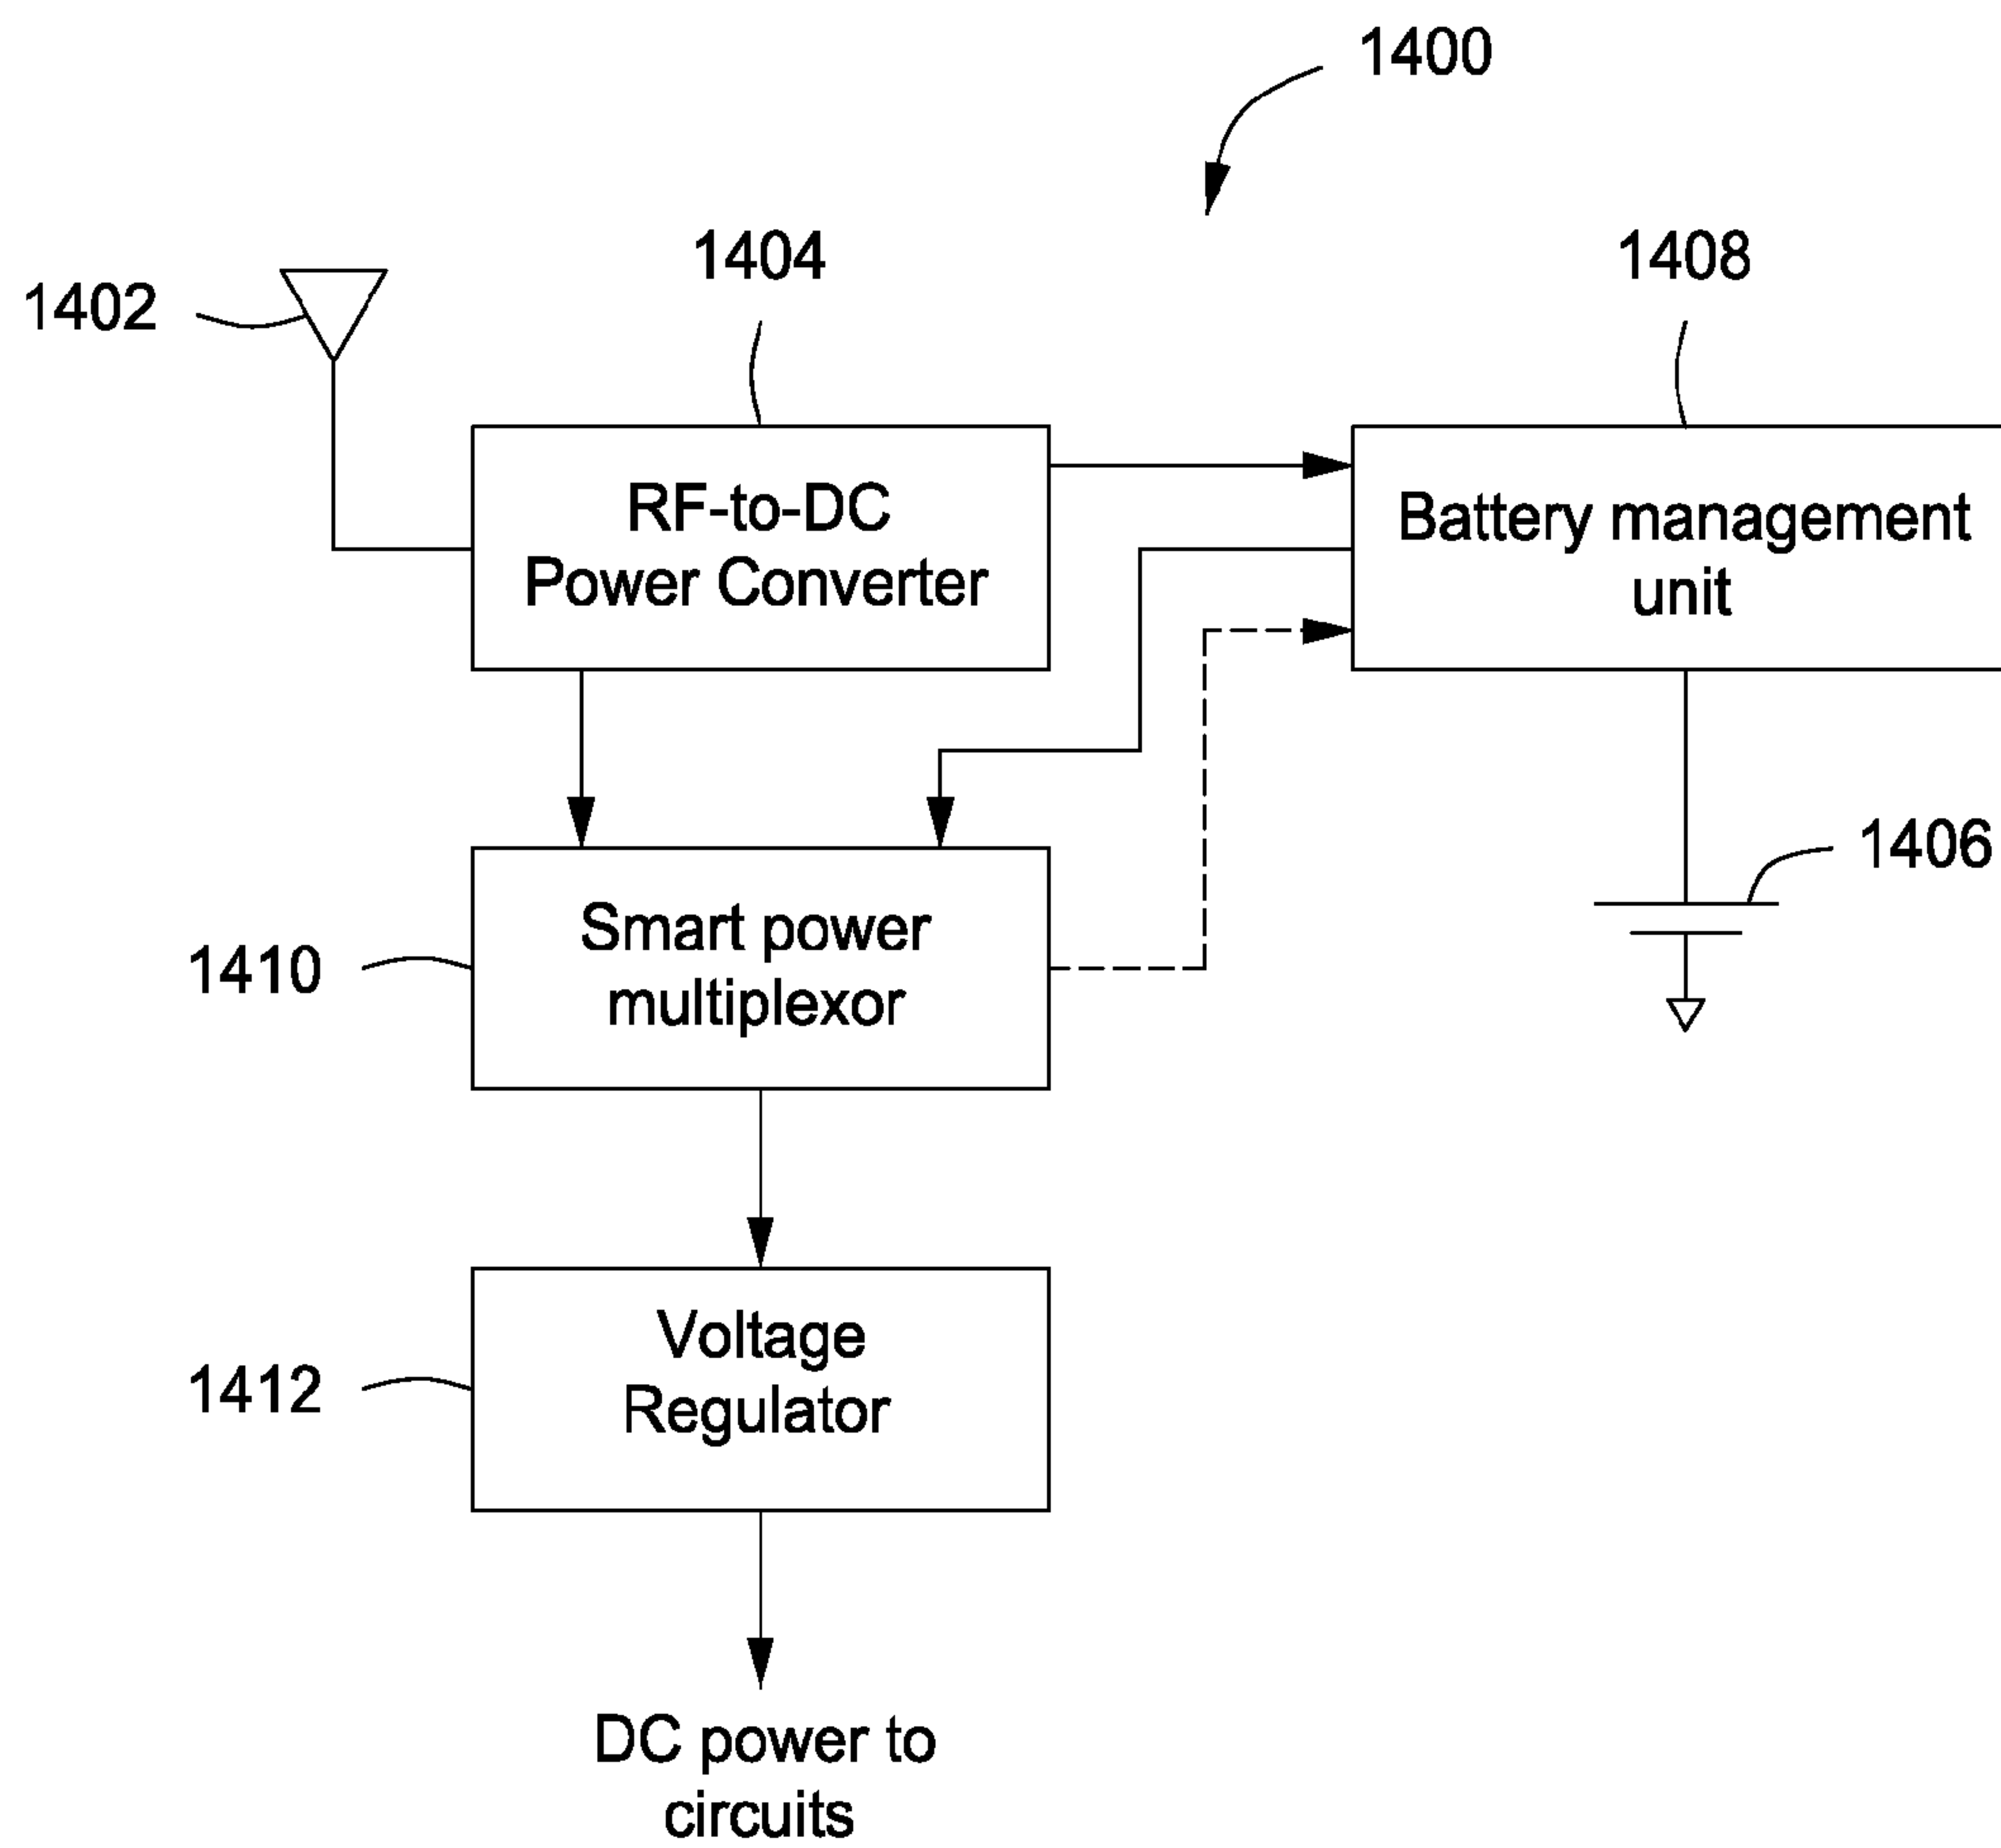 1400
1404
1408
1402
RF-to-DC
Power Converter
Battery management
unit
1406
Smart power
multiplexor
1410
Voltage
Regulator
1412
DC power to
circuits